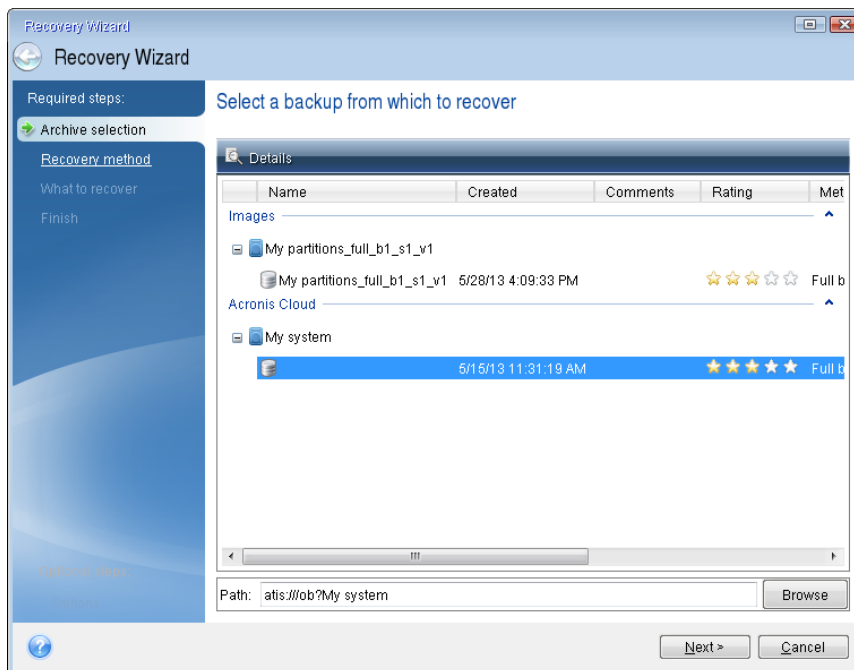 Recovery Wizard
Recovery Wizard
Required steps:
Archive selection
Recovery method
What to recover
Finish
Select a backup from which to recover
Details
Name Created Comments Rating Met
Images
My partitions_full_b1_s1_v1
My partitions_full_b1_s1_v1 5/28/13 4:09:33 PM Full b
Acronis Cloud
My system
5/15/13 11:31:19 AM Full b
Path: atis:///ob?My system
Browse
Next >
Cancel